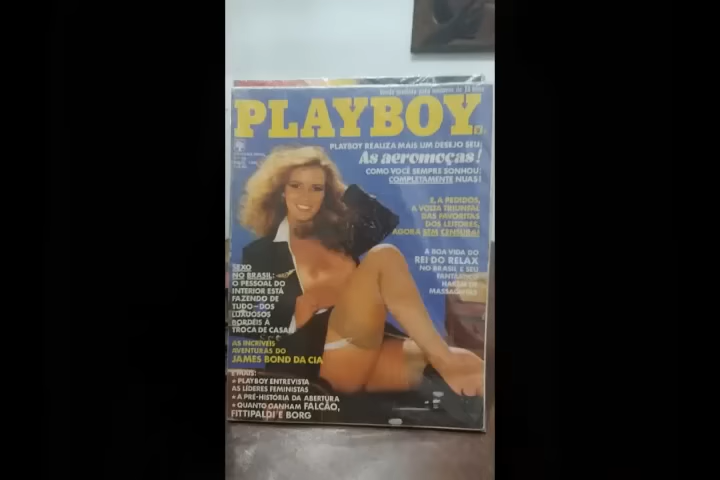 Venda proibida para menores de 18 anos
PLAYBOY
PLAYBOY REALIZA MAIS UM DESEJO SEU:
As aeromoças!
COMO VOCÊ SEMPRE SONHOU:
COMPLETAMENTE NUAS!
E, A PEDIDOS,
A VOLTA TRIUNFAL
DAS FAVORITAS
DOS LEITORES,
AGORA SEM CENSURA!
A BOA VIDA DO
REI DO RELAX
NO BRASIL E SEU
FANTÁSTICO
HARÉM DE
MASSAGISTAS
SEXO
NO BRASIL:
O PESSOAL DO
INTERIOR ESTÁ
FAZENDO DE
TUDO - DOS
LUXUOSOS
BORDÉIS À
TROCA DE CASAIS
AS INCRÍVEIS
AVENTURAS DO
JAMES BOND DA CIA
E MAIS:
• PLAYBOY ENTREVISTA
AS LÍDERES FEMINISTAS
• A PRÉ-HISTÓRIA DA ABERTURA
• QUANTO GANHAM FALCÃO,
FITTIPALDI E BORG